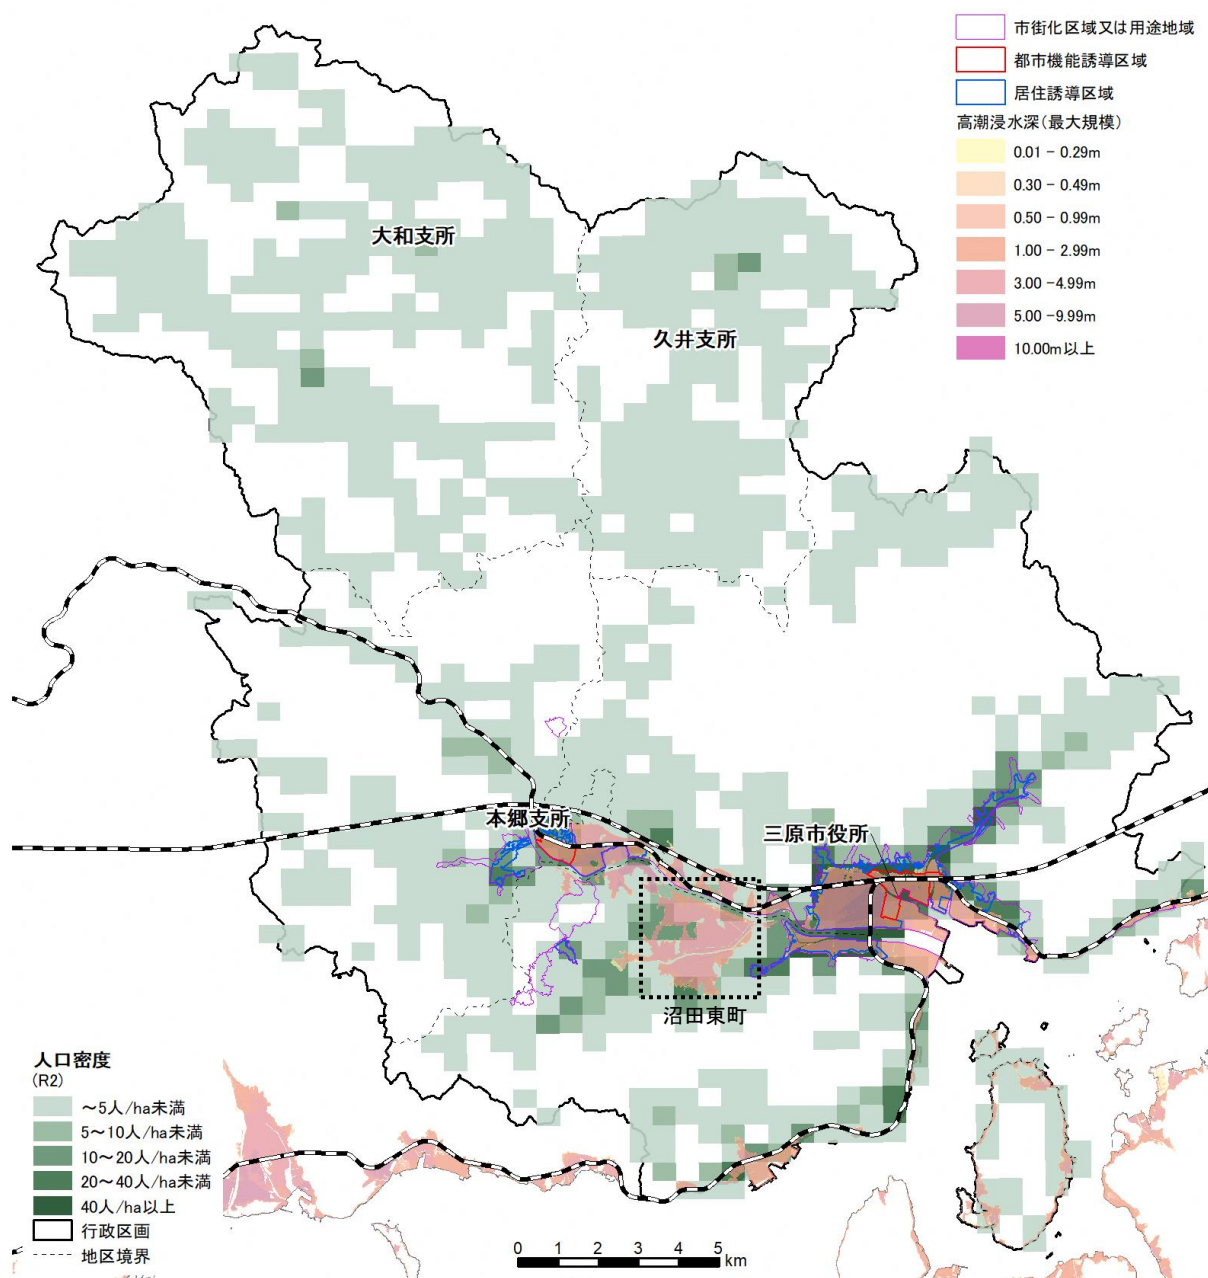 市街化区域又は用途地域
都市機能誘導区域
居住誘導区域
高潮浸水深(最大規模)
0.01 - 0.29m
0.30 - 0.49m
0.50 - 0.99m
1.00 - 2.99m
3.00 -4.99m
5.00 -9.99m
10.00m以上
大和支所
久井支所
本郷支所
三原市役所
沼田東町
人口密度
(R2)
～5人/ha未満
5～10人/ha未満
10～20人/ha未満
20～40人/ha未満
40人/ha以上
行政区画
地区境界
0 1 2 3 4 5
km